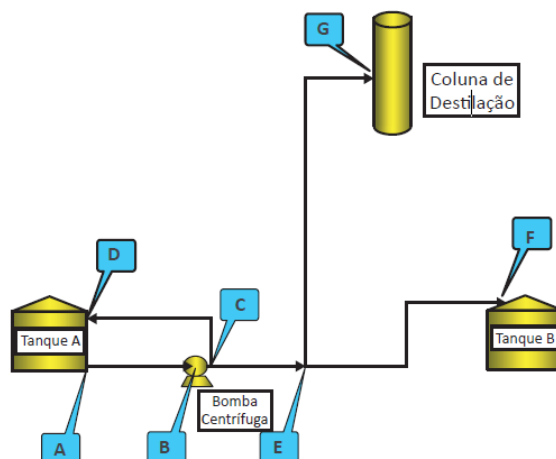 G
Coluna de
Destilação
F
D
C
Tanque A
Tanque B
Bomba
Centrífuga
A
B
E